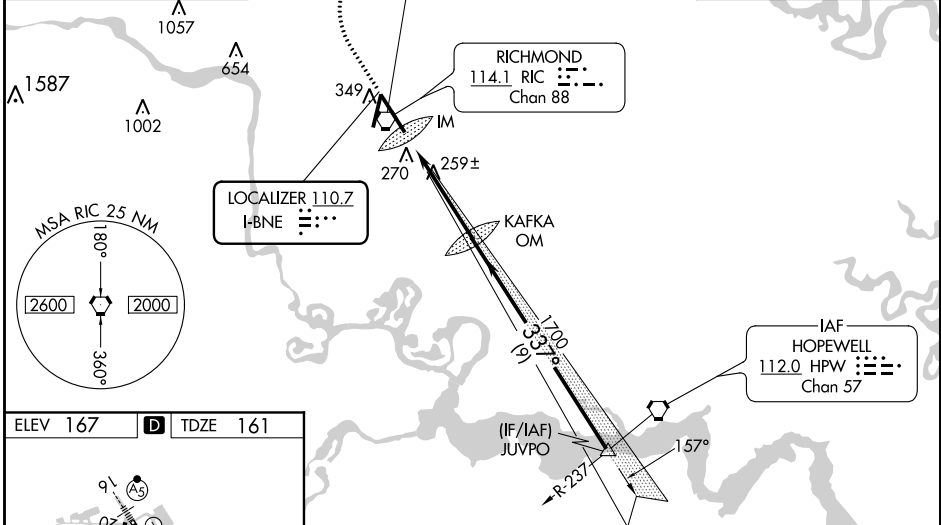 1057
654
1587
1002
349
RICHMOND
114.1 RIC
Chan 88
IM
270
259±
LOCALIZER 110.7
I-BNE
KAFKA
OM
MSA RIC 25 NM
180°
2600
2000
360°
1700
337°
(9)
IAF
HOPEWELL
112.0 HPW
Chan 57
(IF/IAF)
JUVPO
157°
R-237
ELEV 167
D
TDZE 161
16
A5
20